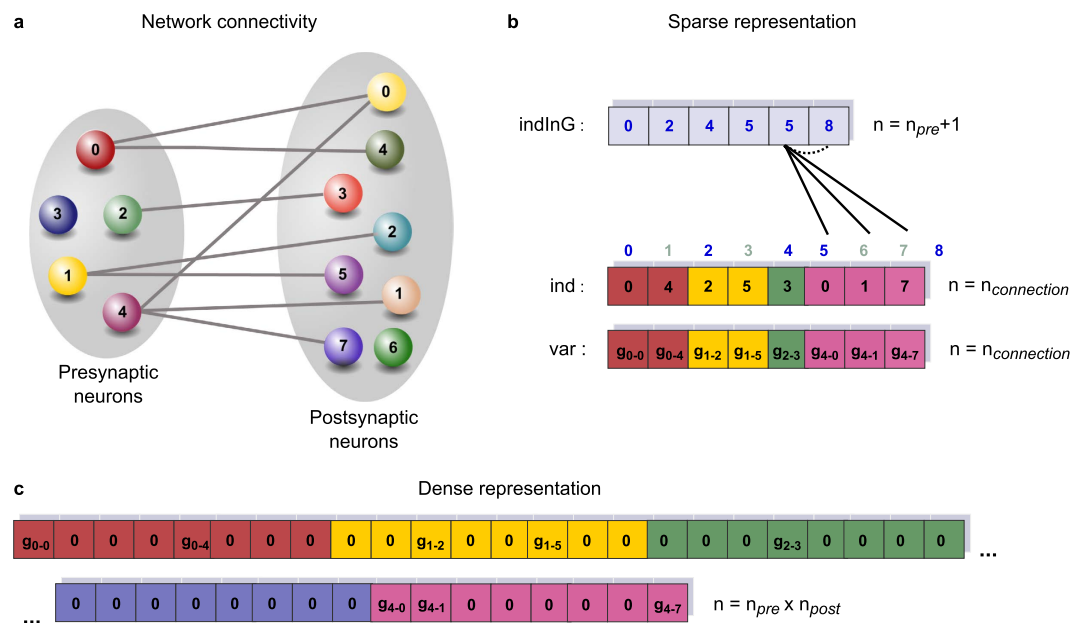 a Network connectivity
0
3 2
1
4
Presynaptic
neurons
0
4
3
2
5
1
7 6
Postsynaptic
neurons
b Sparse representation
indInG : 0 2 4 5 5 8 n = npre+1
0 1 2 3 4 5 6 7 8
ind : 0 4 2 5 3 0 1 7 n = nconnection
var : g0-0 g0-4 g1-2 g1-5 g2-3 g4-0 g4-1 g4-7 n = nconnection
c Dense representation
g0-0 0 0 0 g0-4 0 0 0 0 0 g1-2 0 0 g1-5 0 0 0 0 0 g2-3 0 0 0 0 ...
... 0 0 0 0 0 0 0 0 g4-0 g4-1 0 0 0 0 0 g4-7 n = npre x npost